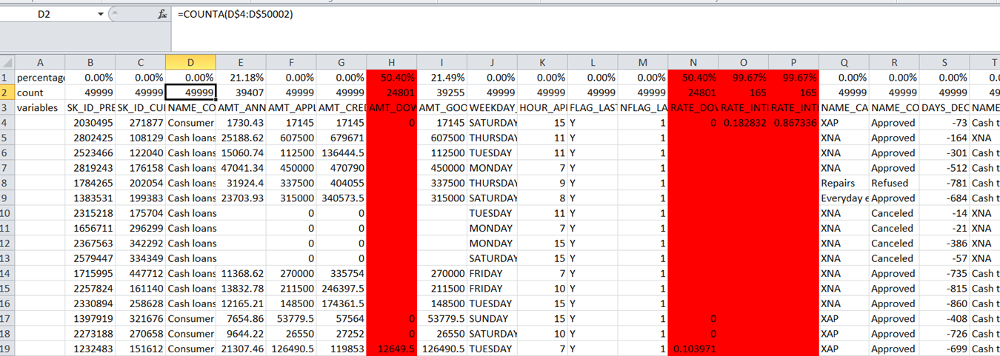 D2 fx =COUNTA(D$4:D$50002)
A B C D E F G H I J K L M N O P Q R S T
1 percentage 0.00% 0.00% 0.00% 21.18% 0.00% 0.00% 50.40% 21.49% 0.00% 0.00% 0.00% 0.00% 50.40% 99.67% 99.67% 0.00% 0.00% 0.00% 0.
2 count 49999 49999 49999 39407 49999 49999 24801 39255 49999 49999 49999 49999 24801 165 165 49999 49999 49999 49
3 variables SK_ID_PRE SK_ID_CUI NAME_CO AMT_ANN AMT_APPL AMT_CRED AMT_DOW AMT_GOO WEEKDAY_ HOUR_API FLAG_LAST NFLAG_LA RATE_DOW RATE_INTI RATE_INTI NAME_CA NAME_CO DAYS_DEC NAME
4 2030495 271877 Consumer 1730.43 17145 17145 0 17145 SATURDAY 15 Y 1 0 0.182832 0.867336 XAP Approved -73 Cash t
5 2802425 108129 Cash loans 25188.62 607500 679671 607500 THURSDAY 11 Y 1 XNA Approved -164 XNA
6 2523466 122040 Cash loans 15060.74 112500 136444.5 112500 TUESDAY 11 Y 1 XNA Approved -301 Cash t
7 2819243 176158 Cash loans 47041.34 450000 470790 450000 MONDAY 7 Y 1 XNA Approved -512 Cash t
8 1784265 202054 Cash loans 31924.4 337500 404055 337500 THURSDAY 9 Y 1 Repairs Refused -781 Cash t
9 1383531 199383 Cash loans 23703.93 315000 340573.5 315000 SATURDAY 8 Y 1 Everyday e Approved -684 Cash t
10 2315218 175704 Cash loans 0 0 TUESDAY 11 Y 1 XNA Canceled -14 XNA
11 1656711 296299 Cash loans 0 0 MONDAY 7 Y 1 XNA Canceled -21 XNA
12 2367563 342292 Cash loans 0 0 MONDAY 15 Y 1 XNA Canceled -386 XNA
13 2579447 334349 Cash loans 0 0 SATURDAY 15 Y 1 XNA Canceled -57 XNA
14 1715995 447712 Cash loans 11368.62 270000 335754 270000 FRIDAY 7 Y 1 XNA Approved -735 Cash t
15 2257824 161140 Cash loans 13832.78 211500 246397.5 211500 FRIDAY 10 Y 1 XNA Approved -815 Cash t
16 2330894 258628 Cash loans 12165.21 148500 174361.5 148500 TUESDAY 15 Y 1 XNA Approved -860 Cash t
17 1397919 321676 Consumer 7654.86 53779.5 57564 0 53779.5 SUNDAY 15 Y 1 0 XAP Approved -408 Cash t
18 2273188 270658 Consumer 9644.22 26550 27252 0 26550 SATURDAY 10 Y 1 0 XAP Approved -726 Cash t
19 1232483 151612 Consumer 21307.46 126490.5 119853 12649.5 126490.5 TUESDAY 7 Y 1 0.103971 XAP Approved -699 Cash t